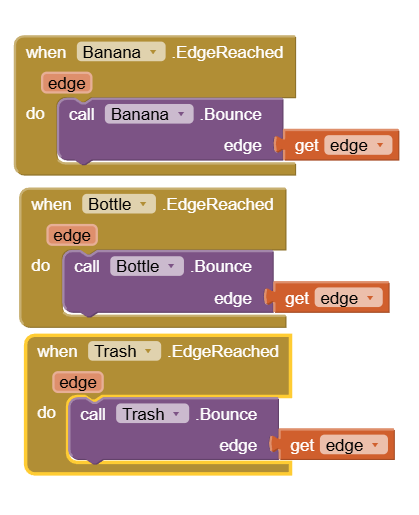 when Banana .EdgeReached
edge
do call Banana .Bounce
edge get edge
when Bottle .EdgeReached
edge
do call Bottle .Bounce
edge get edge
when Trash .EdgeReached
edge
do call Trash .Bounce
edge get edge